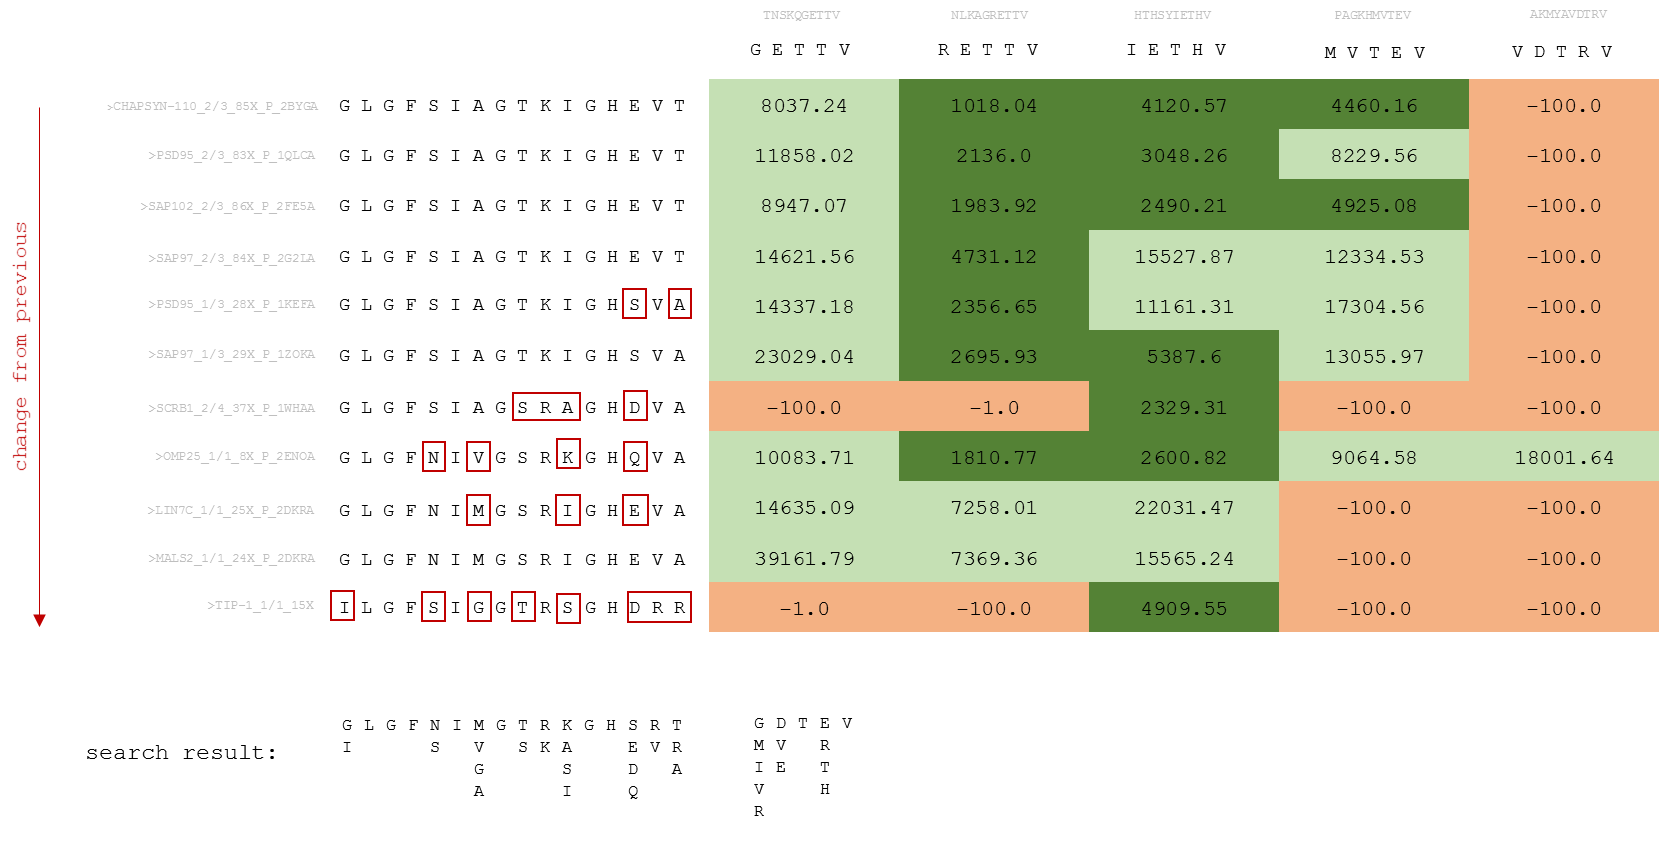 TNSKQGETTV NLKAGRETTV HTHSYIETHV PAGKHMVTEV AKMYAVDTRV
G E T T V R E T T V I E T H V M V T E V V D T R V
>CHAPSYN-110_2/3_85X_P_2BYGA G L G F S I A G T K I G H E V T 8037.24 1018.04 4120.57 4460.16 -100.0
>PSD95_2/3_83X_P_1QLCA G L G F S I A G T K I G H E V T 11858.02 2136.0 3048.26 8229.56 -100.0
>SAP102_2/3_86X_P_2FE5A G L G F S I A G T K I G H E V T 8947.07 1983.92 2490.21 4925.08 -100.0
>SAP97_2/3_84X_P_2G2LA G L G F S I A G T K I G H E V T 14621.56 4731.12 15527.87 12334.53 -100.0
>PSD95_1/3_28X_P_1KEFA G L G F S I A G T K I G H S V A 14337.18 2356.65 11161.31 17304.56 -100.0
>SAP97_1/3_29X_P_1ZOKA G L G F S I A G T K I G H S V A 23029.04 2695.93 5387.6 13055.97 -100.0
>SCRB1_2/4_37X_P_1WHAA G L G F S I A G S R A G H D V A -100.0 -1.0 2329.31 -100.0 -100.0
>OMP25_1/1_8X_P_2ENOA G L G F N I V G S R K G H Q V A 10083.71 1810.77 2600.82 9064.58 18001.64
>LIN7C_1/1_25X_P_2DKRA G L G F N I M G S R I G H E V A 14635.09 7258.01 22031.47 -100.0 -100.0
>MALS2_1/1_24X_P_2DKRA G L G F N I M G S R I G H E V A 39161.79 7369.36 15565.24 -100.0 -100.0
>TIP-1_1/1_15X I L G F S I G G T R S G H D R R -1.0 -100.0 4909.55 -100.0 -100.0
change from previous
search result:
G L G F N I M G T R K G H S R T G D T E V
I S V S K A E V R M V R
G S D A I E T
A I Q V H
R